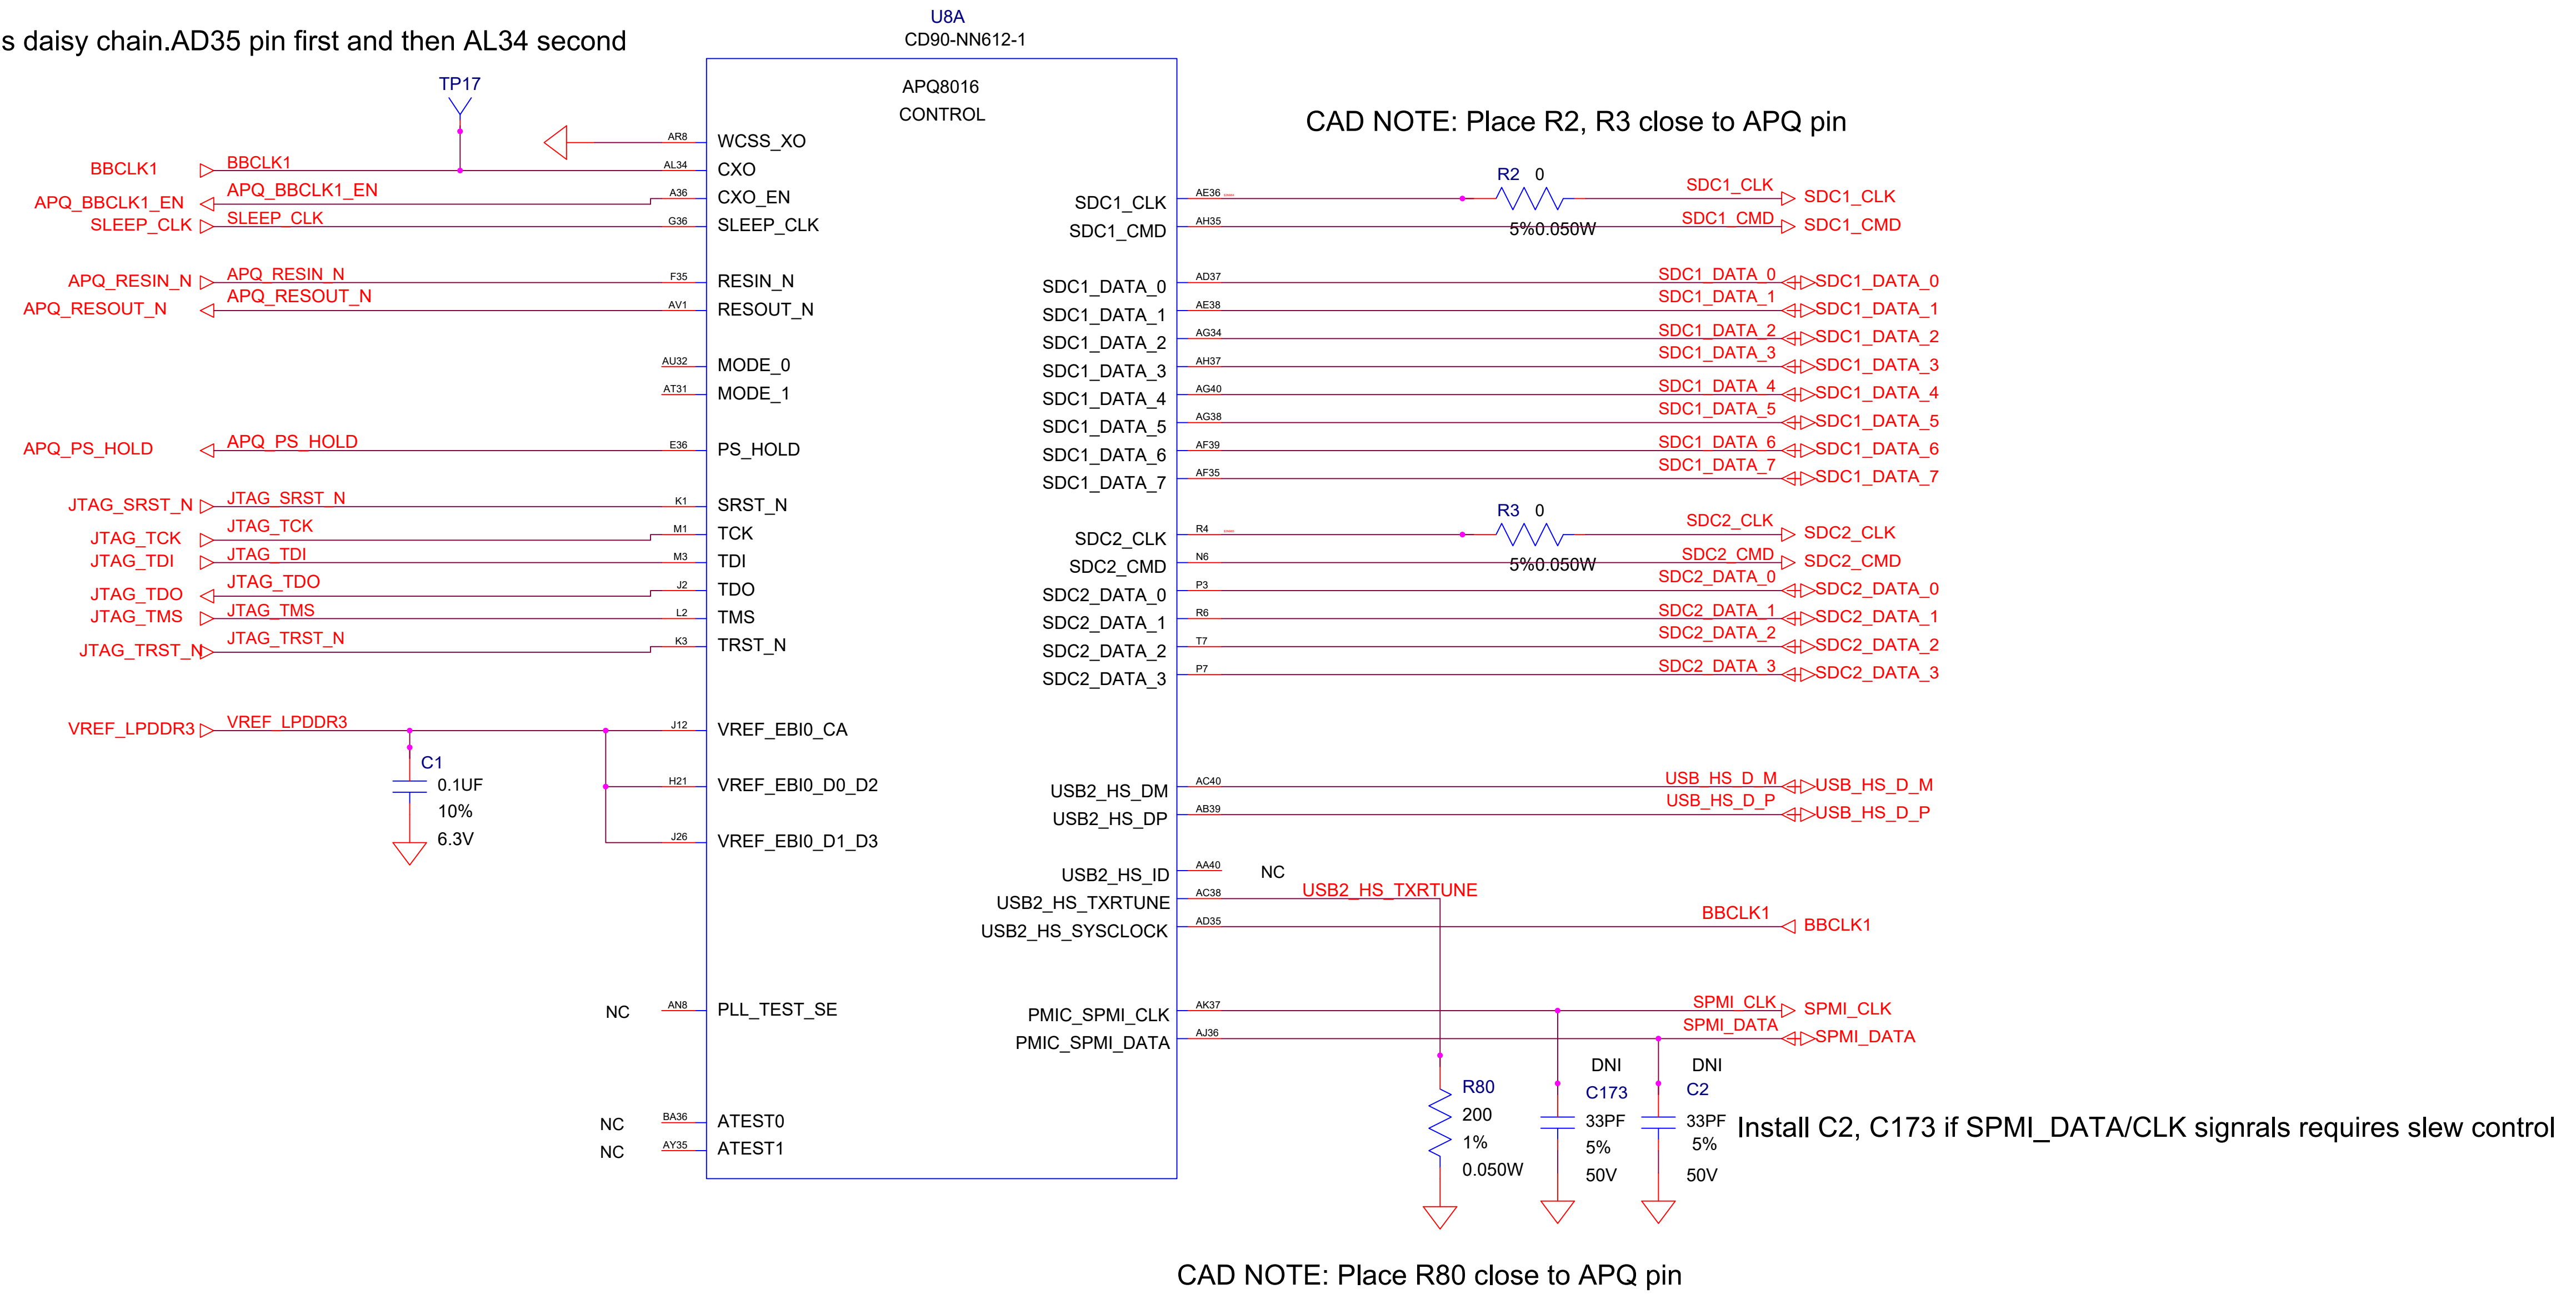 U8A
CD90-NN612-1
s daisy chain.AD35 pin first and then AL34 second
TP17
APQ8016
CONTROL
CAD NOTE: Place R2, R3 close to APQ pin
AR8 WCSS_XO
BBCLK1 BBCLK1 AL34 CXO
APQ_BBCLK1_EN APQ_BBCLK1_EN A36 CXO_EN
SLEEP_CLK SLEEP_CLK G36 SLEEP_CLK
APQ_RESIN_N APQ_RESIN_N F35 RESIN_N
APQ_RESOUT_N APQ_RESOUT_N AV1 RESOUT_N
AU32 MODE_0
AT31 MODE_1
APQ_PS_HOLD APQ_PS_HOLD E36 PS_HOLD
JTAG_SRST_N JTAG_SRST_N K1 SRST_N
JTAG_TCK JTAG_TCK M1 TCK
JTAG_TDI JTAG_TDI M3 TDI
JTAG_TDO JTAG_TDO J2 TDO
JTAG_TMS JTAG_TMS L2 TMS
JTAG_TRST_N JTAG_TRST_N K3 TRST_N
VREF_LPDDR3 VREF_LPDDR3 J12 VREF_EBI0_CA
C1
0.1UF
10%
6.3V
H21 VREF_EBI0_D0_D2
J26 VREF_EBI0_D1_D3
NC AN8 PLL_TEST_SE
NC BA36 ATEST0
NC AY35 ATEST1
SDC1_CLK AE36 R2 0 SDC1_CLK SDC1_CLK
5%0.050W
SDC1_CMD AH35 SDC1_CMD SDC1_CMD
SDC1_DATA_0 AD37 SDC1_DATA_0 SDC1_DATA_0
SDC1_DATA_1 AE38 SDC1_DATA_1 SDC1_DATA_1
SDC1_DATA_2 AG34 SDC1_DATA_2 SDC1_DATA_2
SDC1_DATA_3 AH37 SDC1_DATA_3 SDC1_DATA_3
SDC1_DATA_4 AG40 SDC1_DATA_4 SDC1_DATA_4
SDC1_DATA_5 AG38 SDC1_DATA_5 SDC1_DATA_5
SDC1_DATA_6 AF39 SDC1_DATA_6 SDC1_DATA_6
SDC1_DATA_7 AF35 SDC1_DATA_7 SDC1_DATA_7
SDC2_CLK R4 R3 0 SDC2_CLK SDC2_CLK
5%0.050W
SDC2_CMD N6 SDC2_CMD SDC2_CMD
SDC2_DATA_0 P3 SDC2_DATA_0 SDC2_DATA_0
SDC2_DATA_1 R6 SDC2_DATA_1 SDC2_DATA_1
SDC2_DATA_2 T7 SDC2_DATA_2 SDC2_DATA_2
SDC2_DATA_3 P7 SDC2_DATA_3 SDC2_DATA_3
USB2_HS_DM AC40 USB_HS_D_M USB_HS_D_M
USB2_HS_DP AB39 USB_HS_D_P USB_HS_D_P
USB2_HS_ID AA40 NC
USB2_HS_TXRTUNE AC38 USB2_HS_TXRTUNE
USB2_HS_SYSCLOCK AD35 BBCLK1 BBCLK1
PMIC_SPMI_CLK AK37 SPMI_CLK SPMI_CLK
PMIC_SPMI_DATA AJ36 SPMI_DATA SPMI_DATA
R80
200
1%
0.050W
DNI
C173
33PF
5%
50V
DNI
C2
33PF
5%
50V
Install C2, C173 if SPMI_DATA/CLK signrals requires slew control
CAD NOTE: Place R80 close to APQ pin